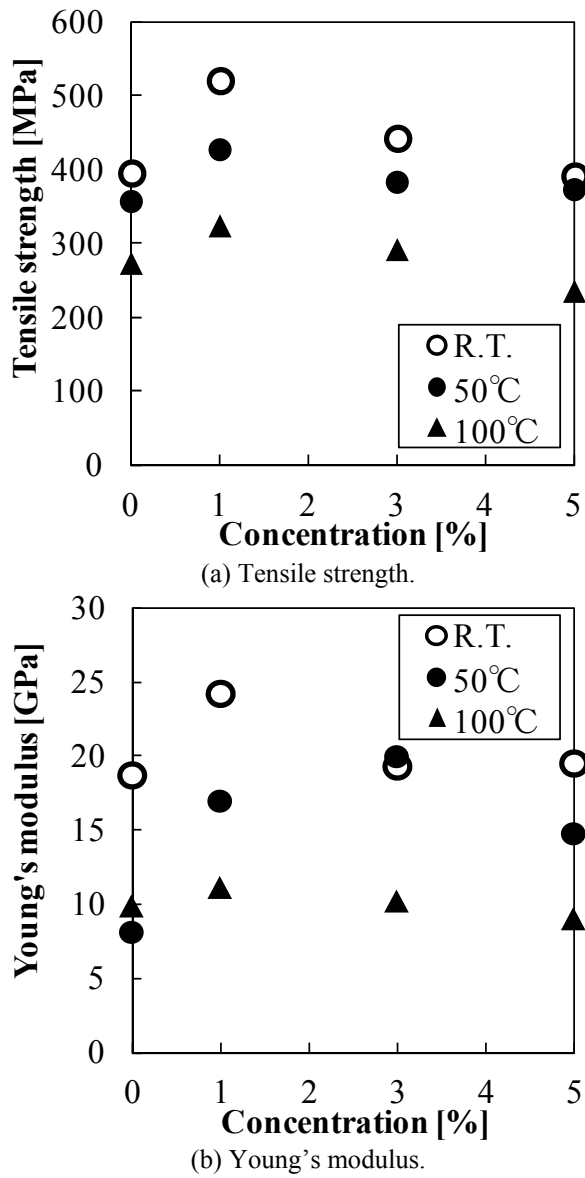 600
500
400
300
200
100
0
Tensile strength [MPa]
R.T.
50℃
100℃
0 1 2 3 4 5
Concentration [%]
(a) Tensile strength.
30
25
20
15
10
5
0
Young's modulus [GPa]
R.T.
50℃
100℃
0 1 2 3 4 5
Concentration [%]
(b) Young’s modulus.